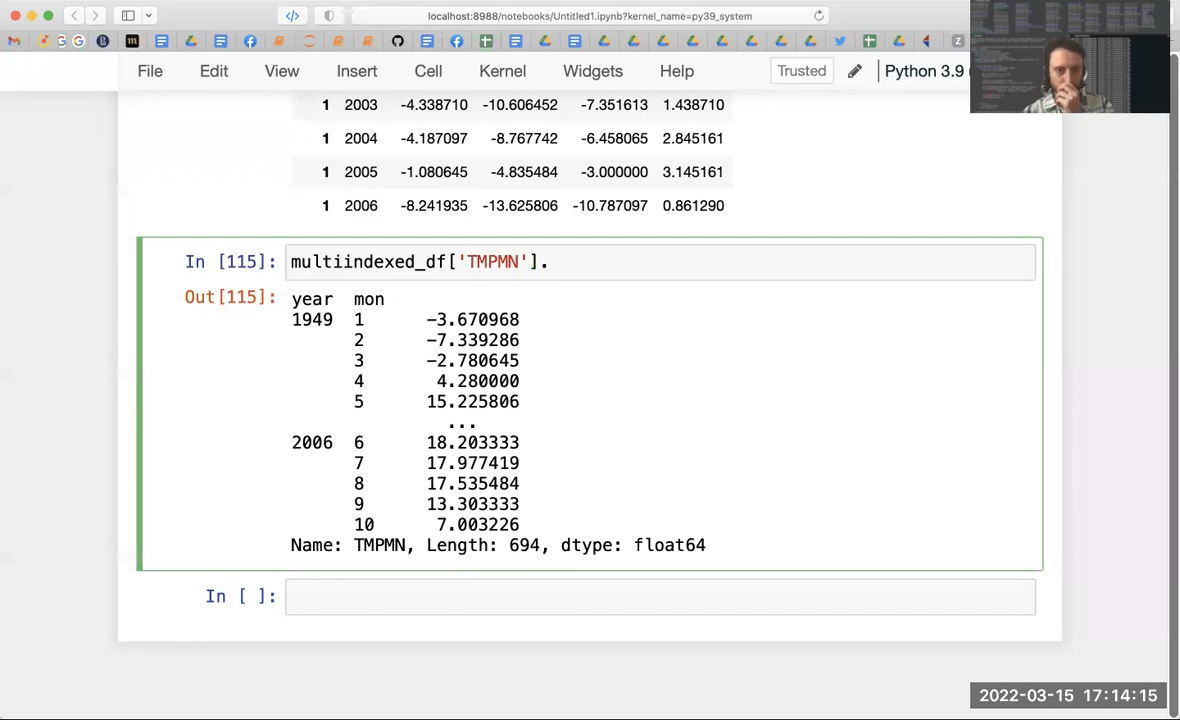 localhost:8988/notebooks/Untitled1.ipynb?kernel_name=py39_system
File Edit View Insert Cell Kernel Widgets Help Trusted Python 3.9
1 2003 -4.338710 -10.606452 -7.351613 1.438710
1 2004 -4.187097 -8.767742 -6.458065 2.845161
1 2005 -1.080645 -4.835484 -3.000000 3.145161
1 2006 -8.241935 -13.625806 -10.787097 0.861290
In [115]: multiindexed_df['TMPMN'].
Out[115]: year mon
1949 1 -3.670968
2 -7.339286
3 -2.780645
4 4.280000
5 15.225806
...
2006 6 18.203333
7 17.977419
8 17.535484
9 13.303333
10 7.003226
Name: TMPMN, Length: 694, dtype: float64
In [ ]:
2022-03-15 17:14:15